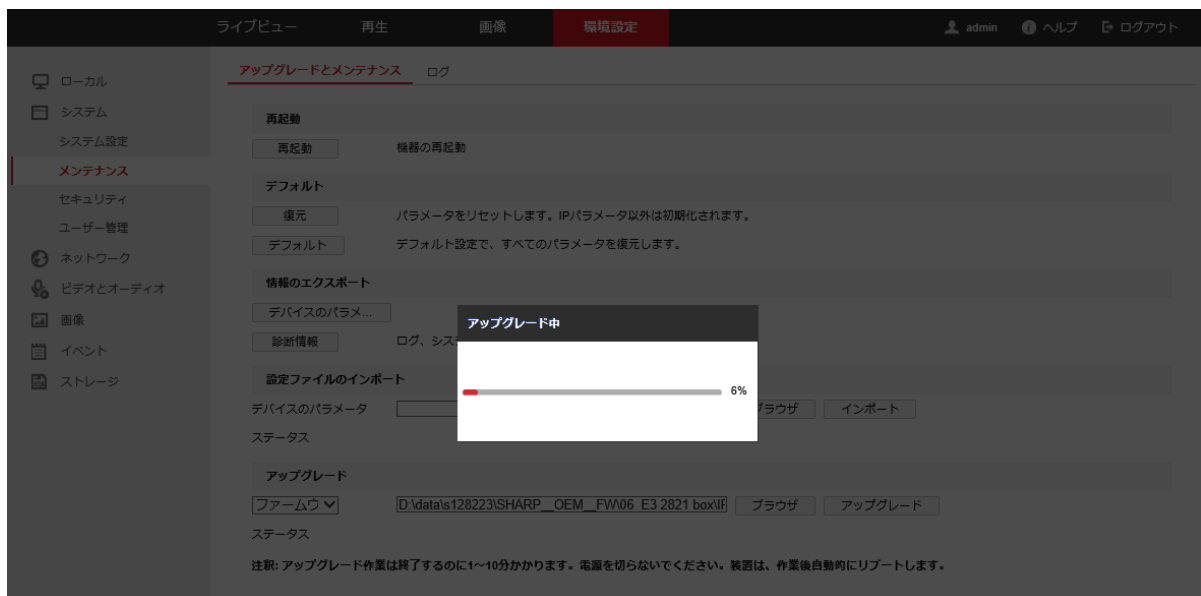 ライブビュー 再生 画像 環境設定 admin ヘルプ ログアウト
ローカル
システム
システム設定
メンテナンス
セキュリティ
ユーザー管理
ネットワーク
ビデオとオーディオ
画像
イベント
ストレージ
アップグレードとメンテナンス ログ
再起動
再起動 機器の再起動
デフォルト
復元 パラメータをリセットします。IPパラメータ以外は初期化されます。
デフォルト デフォルト設定で、すべてのパラメータを復元します。
情報のエクスポート
デバイスのパラメ...
診断情報 ログ、シス
設定ファイルのインポート
デバイスのパラメータ ブラウザ インポート
ステータス
アップグレード
ファームウ D:\data\s128223\SHARP__OEM__FW\06_E3 2821 box\IF ブラウザ アップグレード
ステータス
注釈: アップグレード作業は終了するのに1~10分かかります。電源を切らないでください。装置は、作業後自動的にリブートします。
アップグレード中
6%